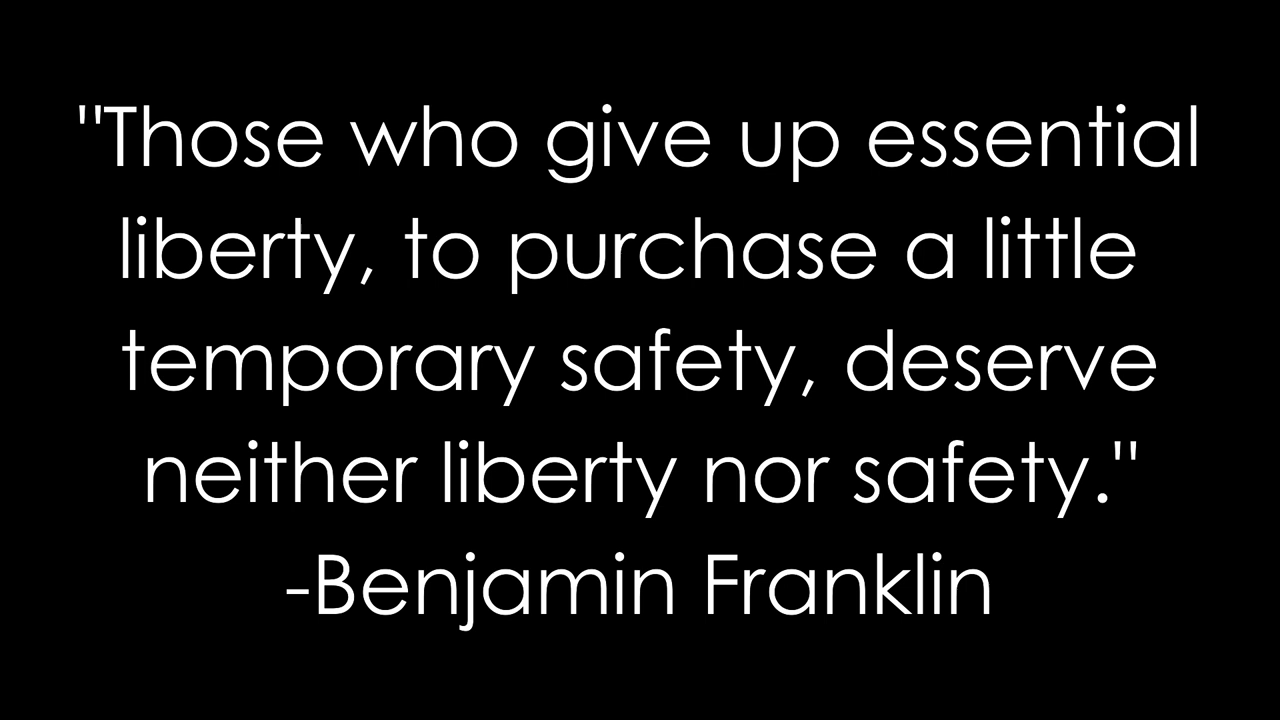 "Those who give up essential
liberty, to purchase a little
temporary safety, deserve
neither liberty nor safety."
-Benjamin Franklin